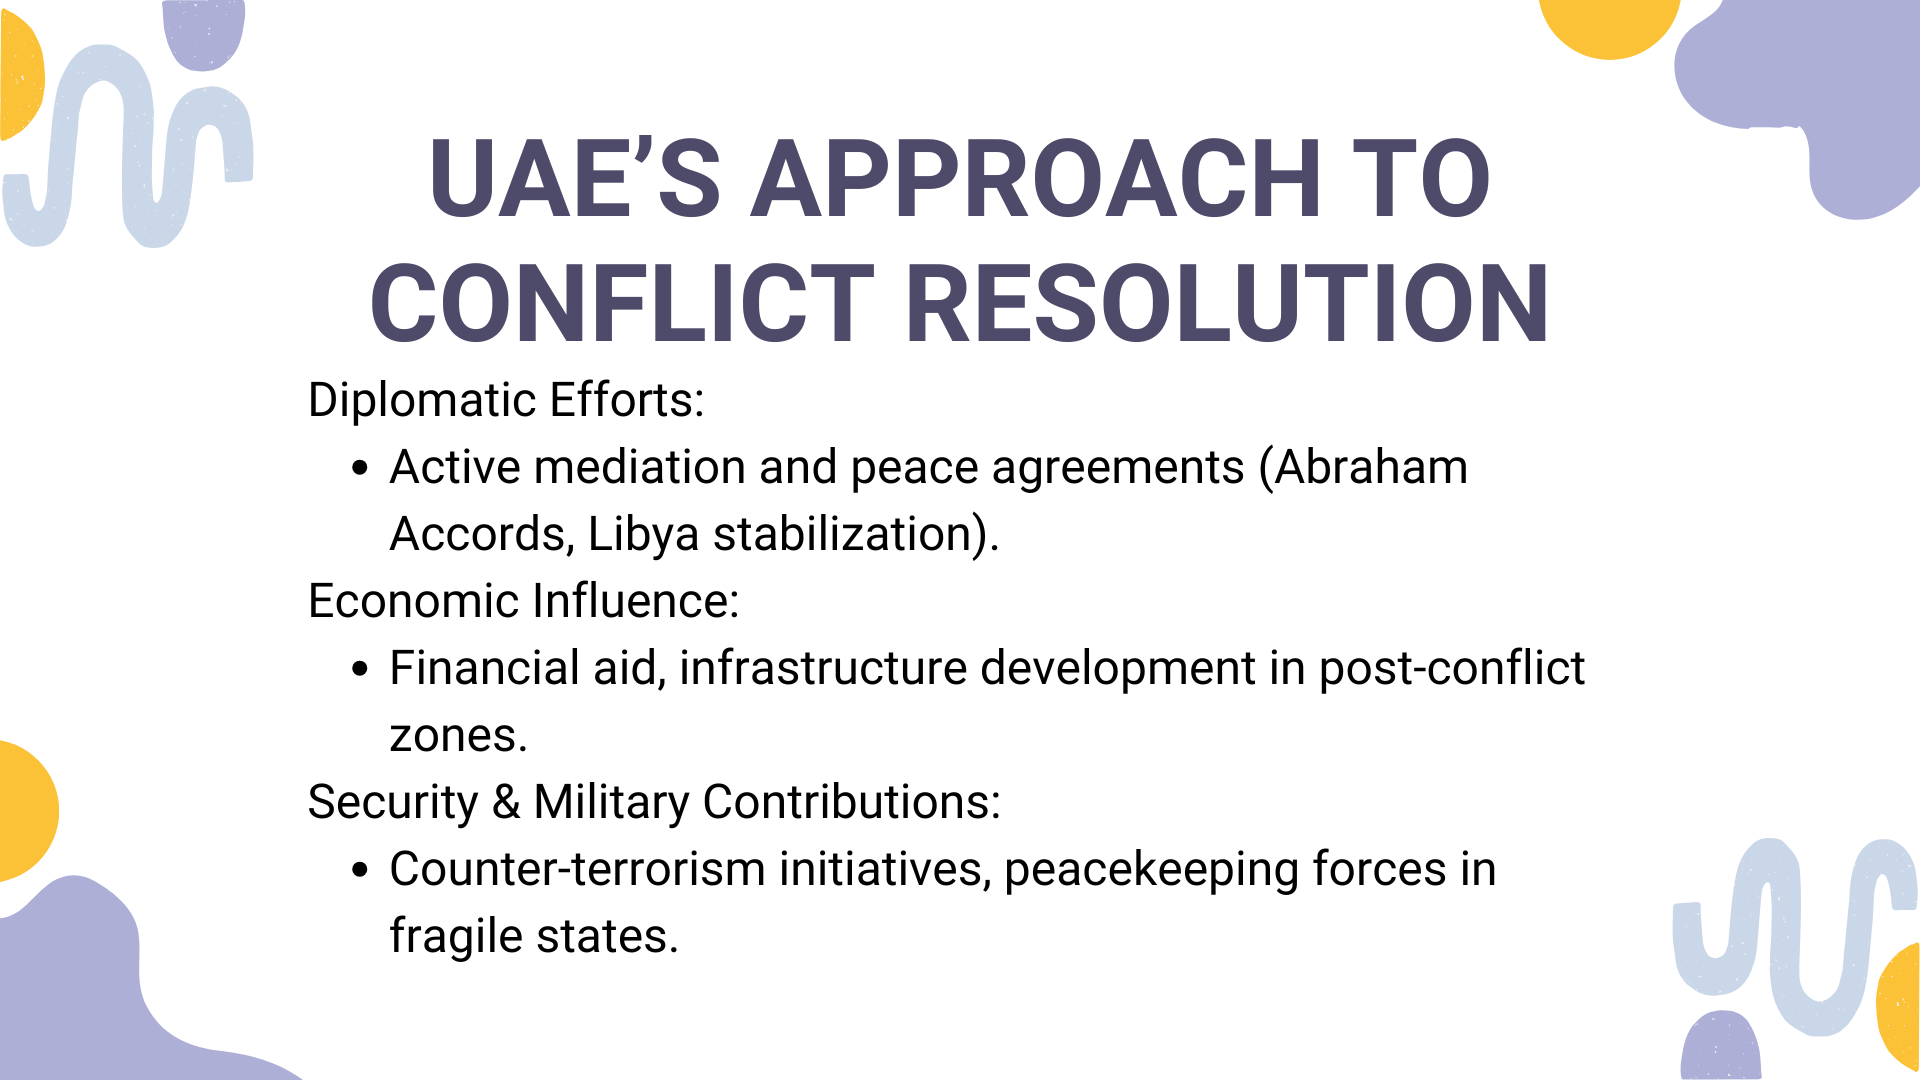 UAE’S APPROACH TO
CONFLICT RESOLUTION
Diplomatic Efforts:
• Active mediation and peace agreements (Abraham
Accords, Libya stabilization).
Economic Influence:
• Financial aid, infrastructure development in post-conflict
zones.
Security & Military Contributions:
• Counter-terrorism initiatives, peacekeeping forces in
fragile states.